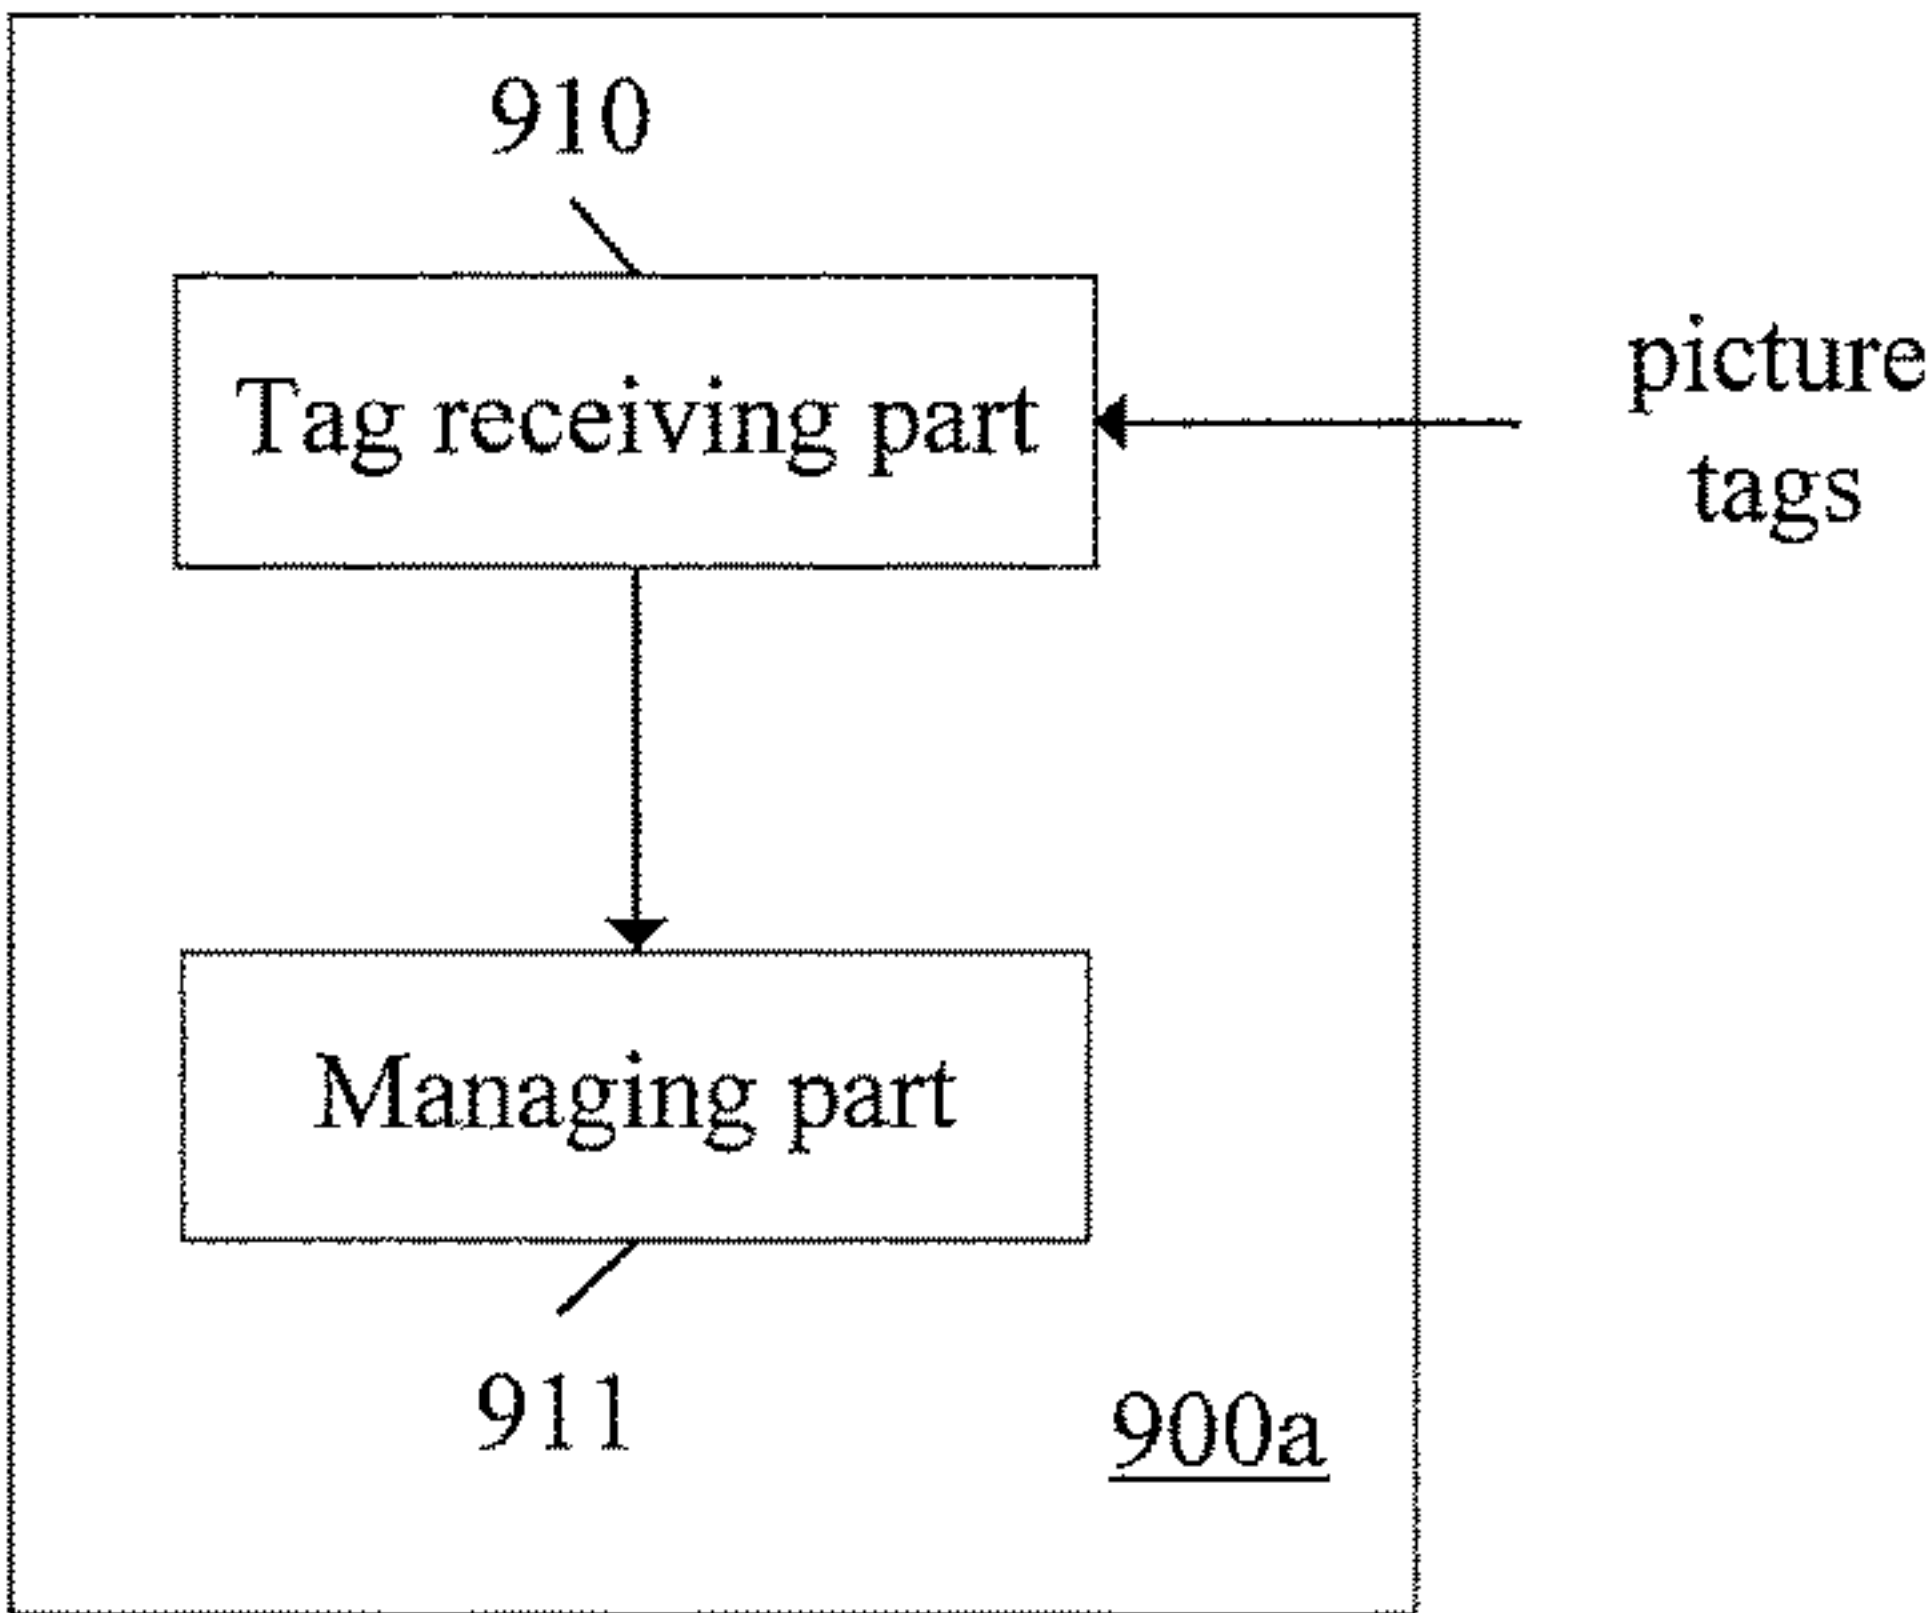 910
Tag receiving part
picture
tags
Managing part
911
900a